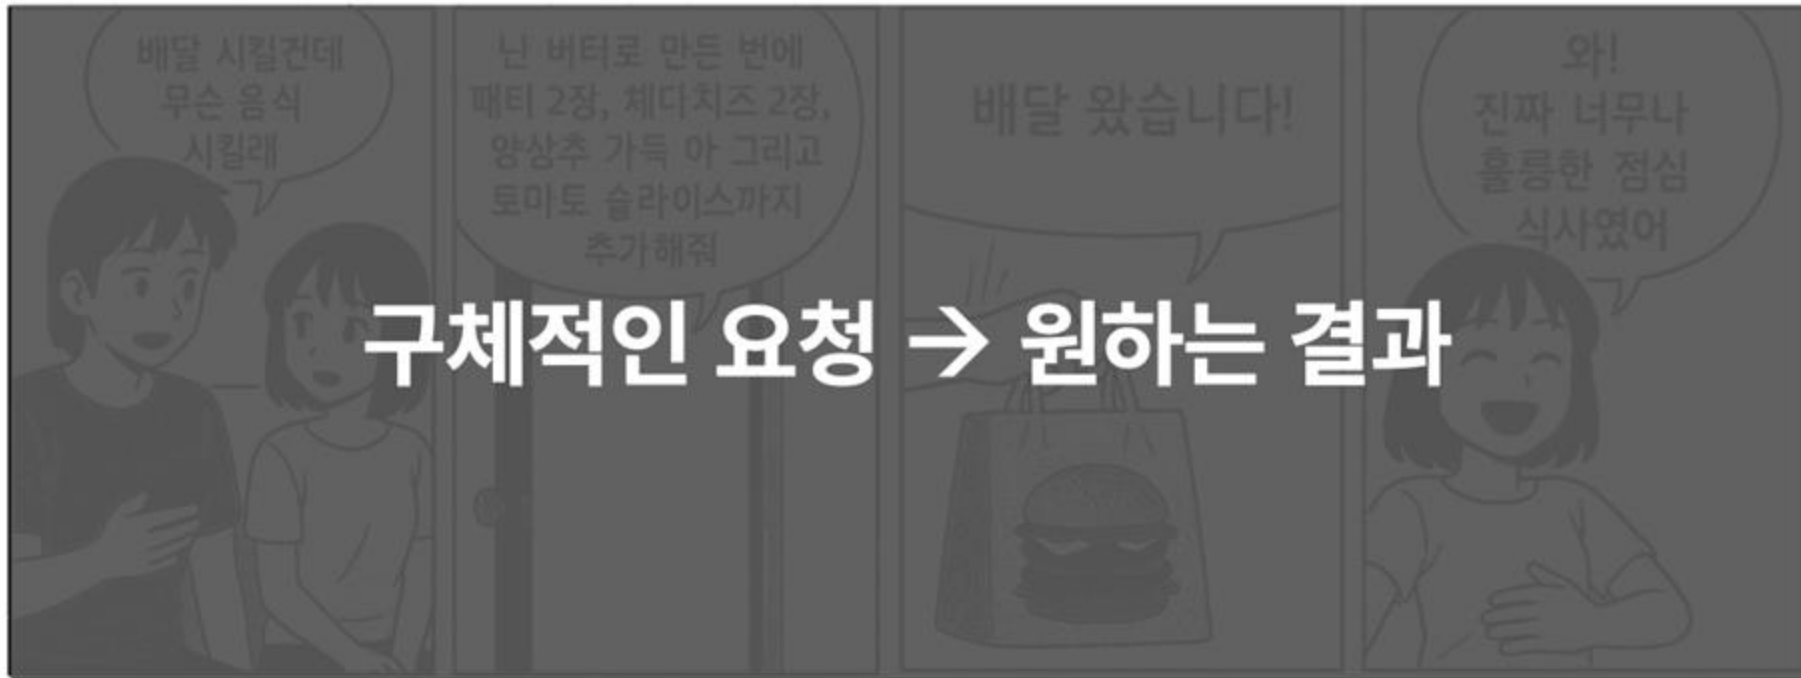 배달 시킬건데
무슨 음식
시킬래
난 버터로 만든 번에
패티 2장, 체다치즈 2장,
양상추 가득 아 그리고
토마토 슬라이스까지
추가해줘
배달 왔습니다!
와!
진짜 너무나
훌륭한 점심
식사였어
구체적인 요청 → 원하는 결과